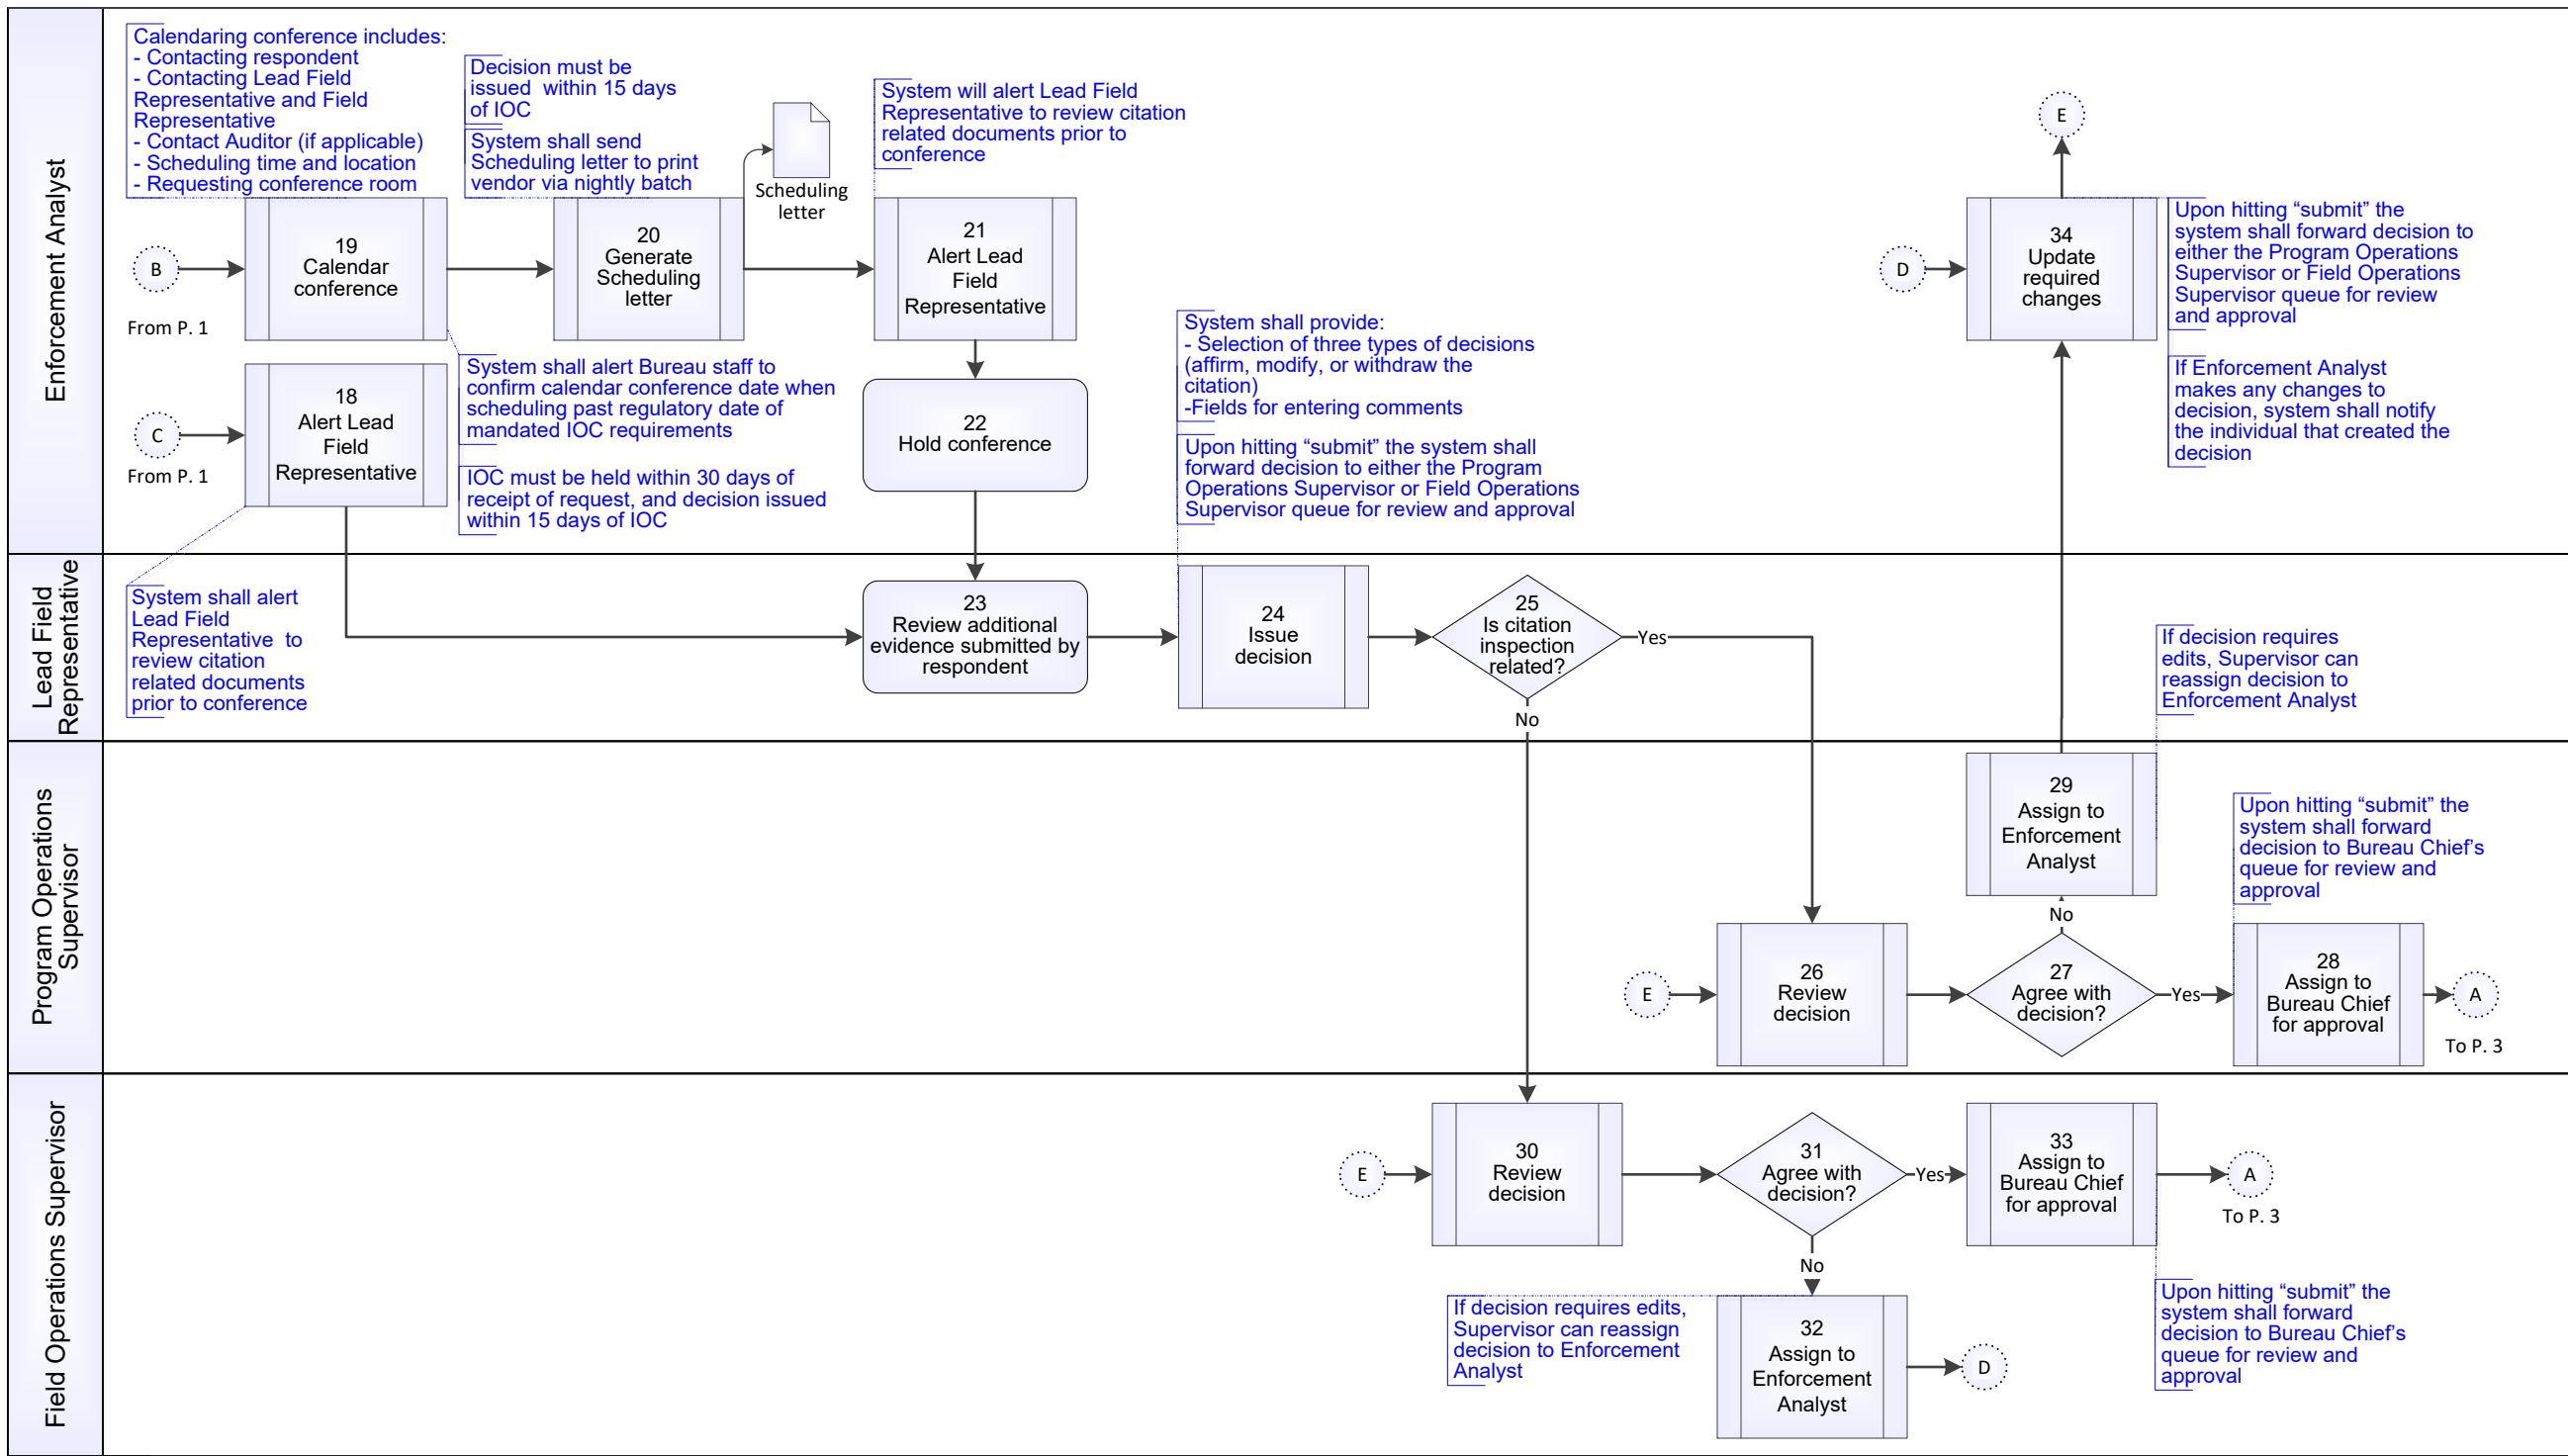 Enforcement Analyst
Calendaring conference includes:
- Contacting respondent
- Contacting Lead Field
Representative and Field
Representative
- Contact Auditor (if applicable)
- Scheduling time and location
- Requesting conference room
Decision must be
issued within 15 days
of IOC
System shall send
Scheduling letter to print
vendor via nightly batch
Scheduling
letter
System will alert Lead Field
Representative to review citation
related documents prior to
conference
B
From P. 1
19
Calendar
conference
20
Generate
Scheduling
letter
21
Alert Lead
Field
Representative
C
From P. 1
18
Alert Lead
Field
Representative
System shall alert Bureau staff to
confirm calendar conference date when
scheduling past regulatory date of
mandated IOC requirements
IOC must be held within 30 days of
receipt of request, and decision issued
within 15 days of IOC
22
Hold conference
System shall provide:
- Selection of three types of decisions
(affirm, modify, or withdraw the
citation)
-Fields for entering comments
Upon hitting “submit” the system shall
forward decision to either the Program
Operations Supervisor or Field Operations
Supervisor queue for review and approval
E
D
34
Update
required
changes
Upon hitting “submit” the
system shall forward decision to
either the Program Operations
Supervisor or Field Operations
Supervisor queue for review
and approval
If Enforcement Analyst
makes any changes to
decision, system shall notify
the individual that created the
decision
Lead Field
Representative
System shall alert
Lead Field
Representative to
review citation
related documents
prior to conference
23
Review additional
evidence submitted by
respondent
24
Issue
decision
25
Is citation
inspection
related?
Yes
No
If decision requires
edits, Supervisor can
reassign decision to
Enforcement Analyst
Program Operations
Supervisor
29
Assign to
Enforcement
Analyst
No
Upon hitting “submit” the
system shall forward
decision to Bureau Chief’s
queue for review and
approval
E
26
Review
decision
27
Agree with
decision?
Yes
28
Assign to
Bureau Chief
for approval
A
To P. 3
Field Operations Supervisor
E
30
Review
decision
31
Agree with
decision?
Yes
33
Assign to
Bureau Chief
for approval
A
To P. 3
No
If decision requires edits,
Supervisor can reassign
decision to Enforcement
Analyst
32
Assign to
Enforcement
Analyst
D
Upon hitting “submit” the
system shall forward
decision to Bureau Chief’s
queue for review and
approval